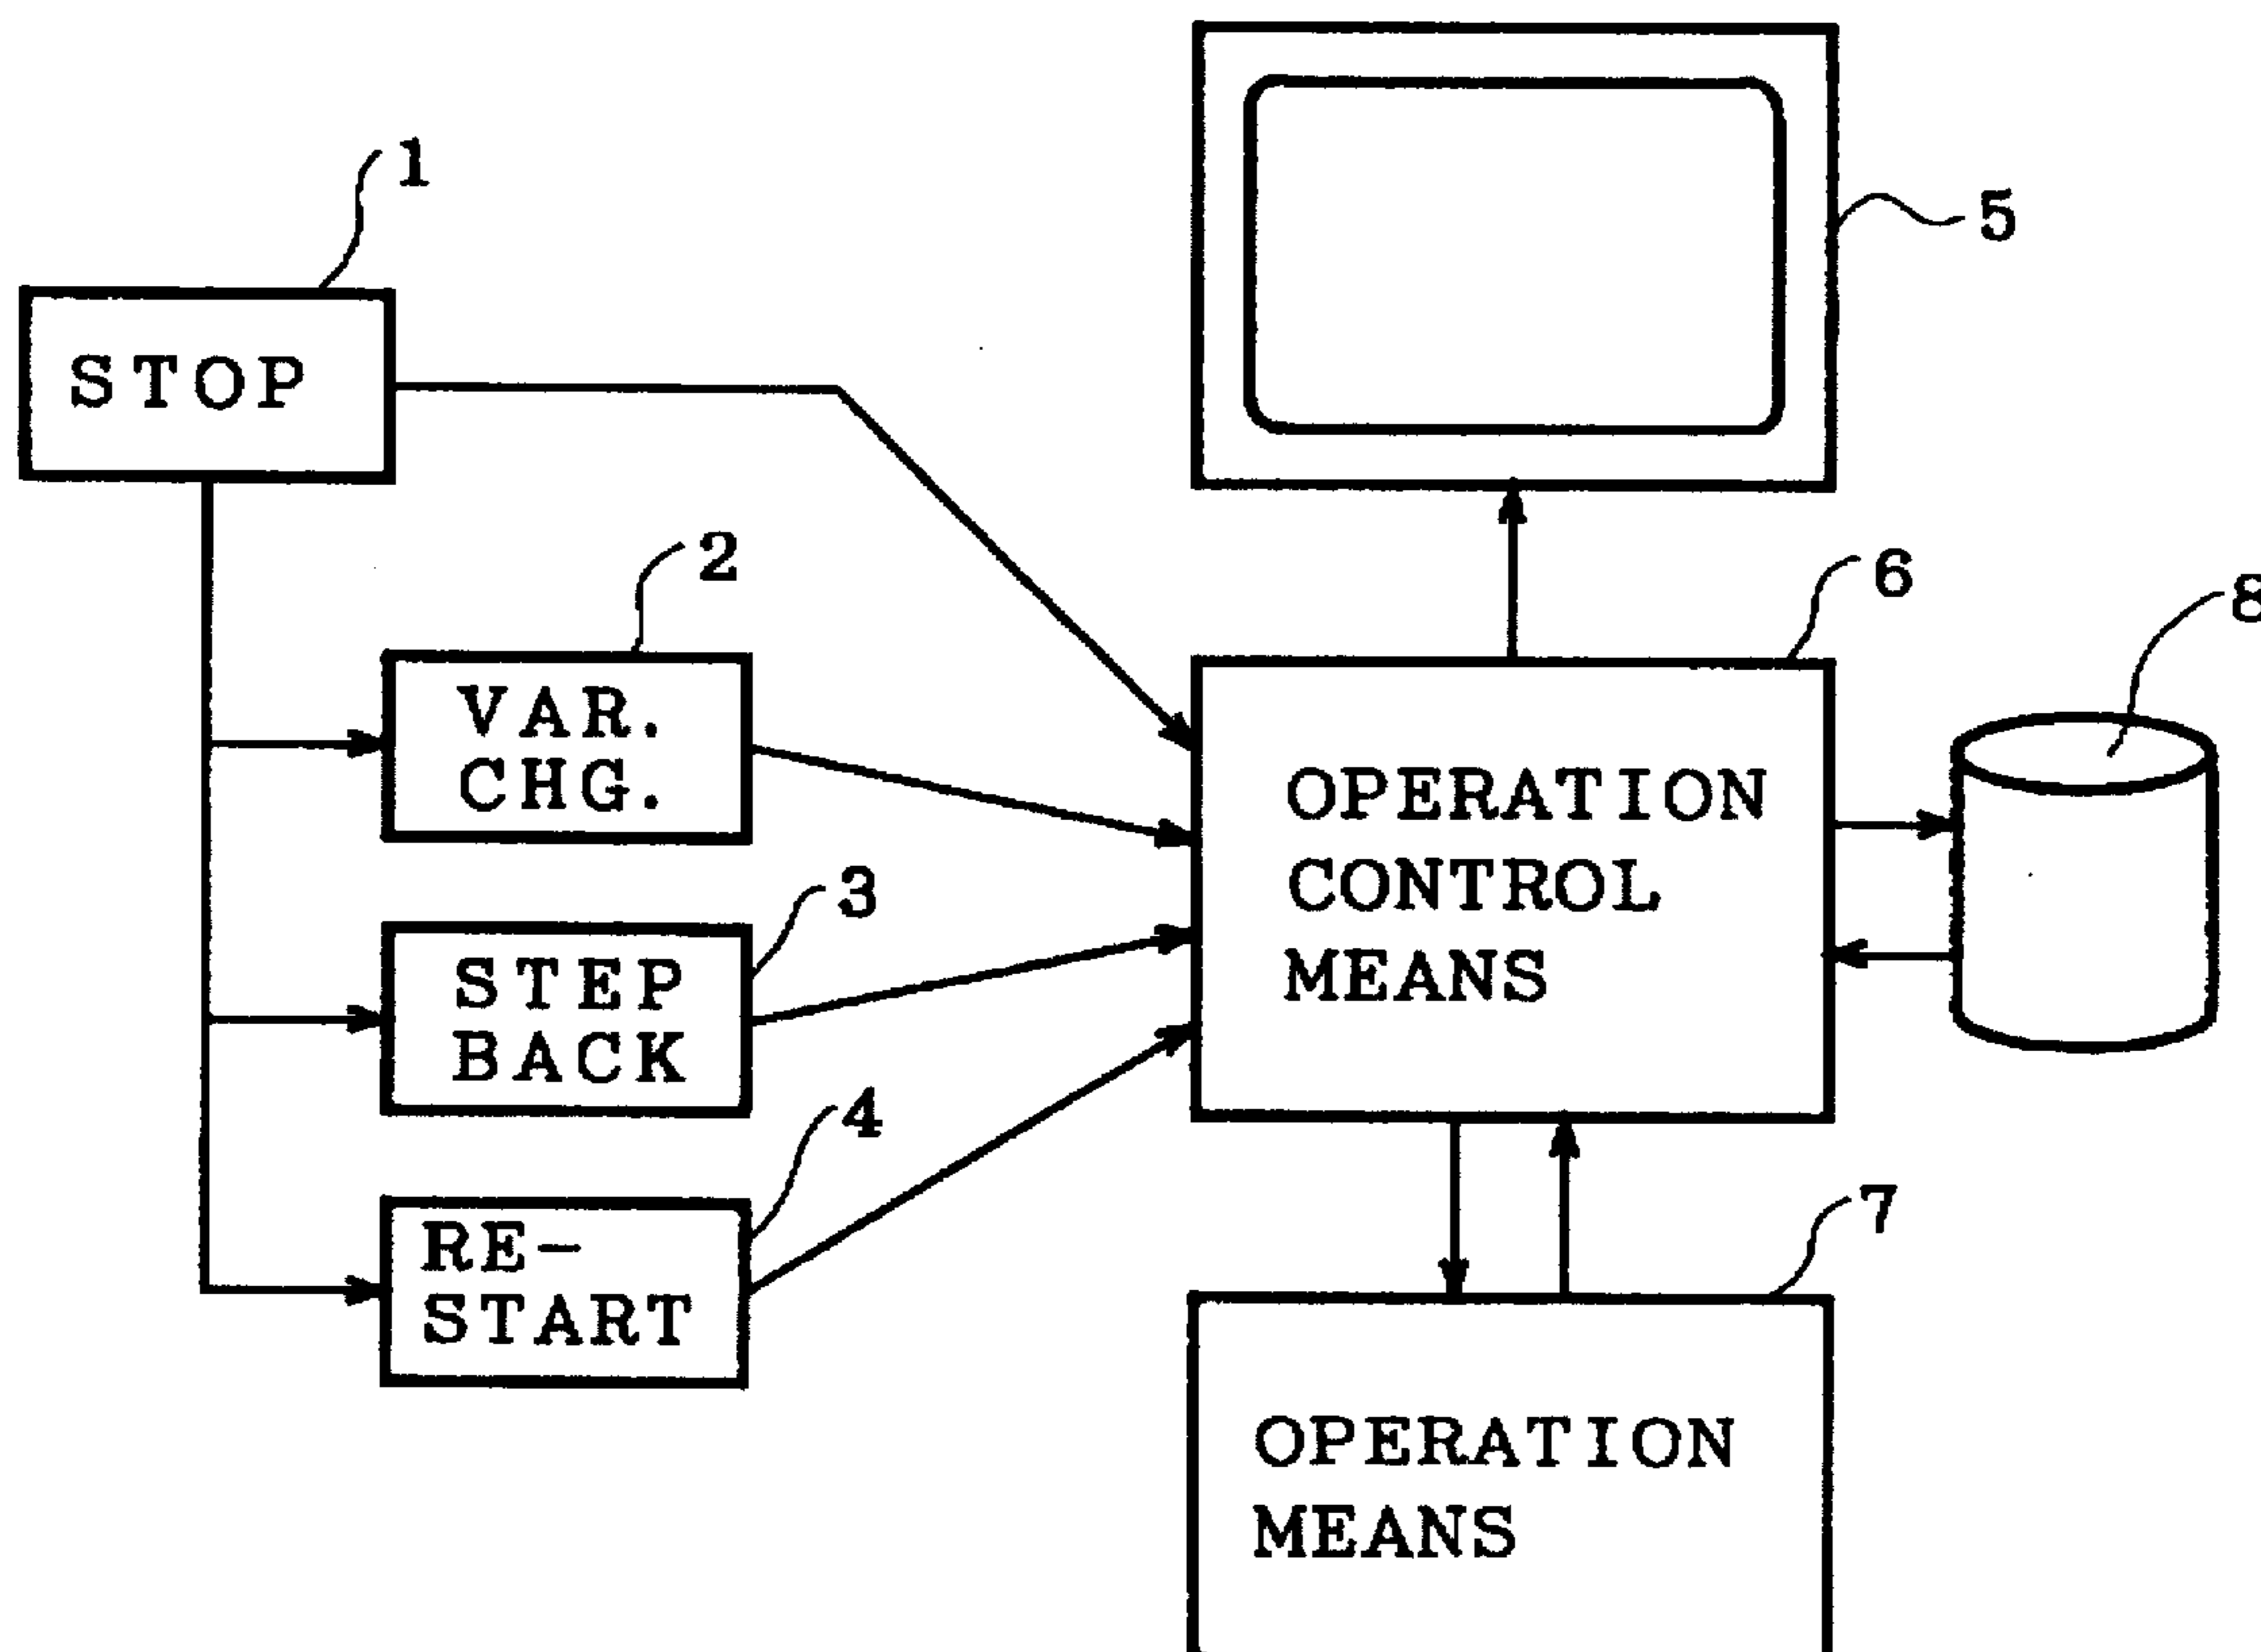 1
STOP
2
VAR.
CHG.
3
STEP
BACK
4
RE-
START
5
6
OPERATION
CONTROL
MEANS
8
7
OPERATION
MEANS